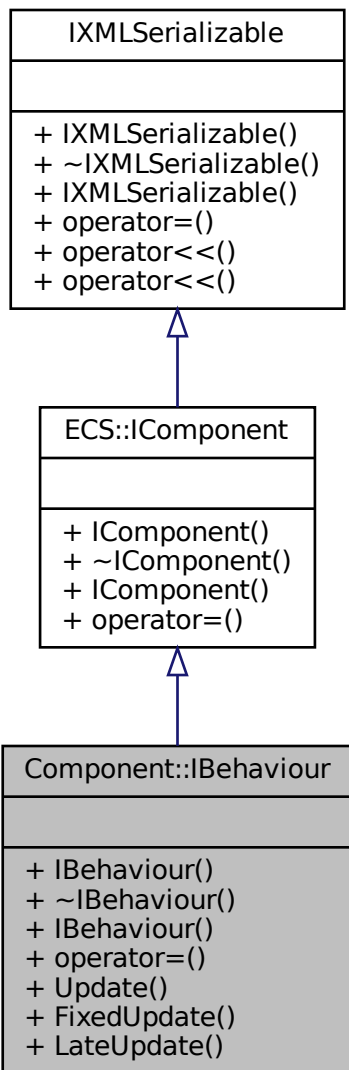 IXMLSerializable
+ IXMLSerializable()
+ ~IXMLSerializable()
+ IXMLSerializable()
+ operator=()
+ operator<<()
+ operator<<()
ECS::IComponent
+ IComponent()
+ ~IComponent()
+ IComponent()
+ operator=()
Component::IBehaviour
+ IBehaviour()
+ ~IBehaviour()
+ IBehaviour()
+ operator=()
+ Update()
+ FixedUpdate()
+ LateUpdate()